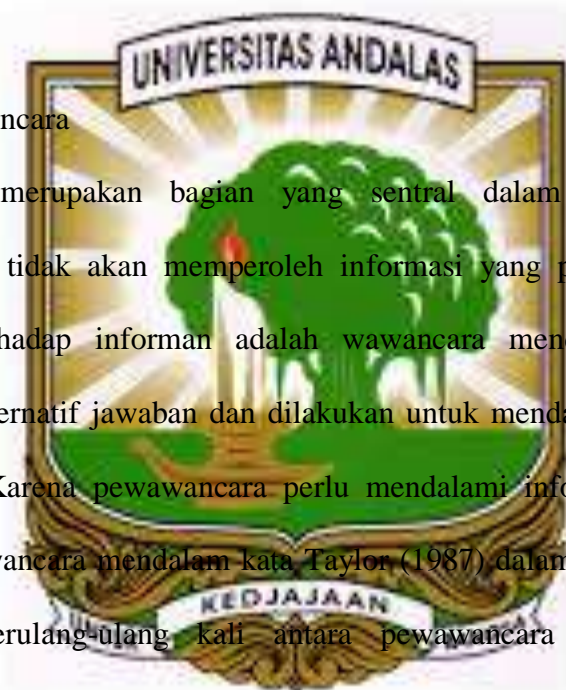 UNIVERSITAS ANDALAS
ncara
merupakan bagian yang sentral dalam
tidak akan memperoleh informasi yang p
hadap informan adalah wawancara men
ernatif jawaban dan dilakukan untuk menda
Karena pewawancara perlu mendalami info
ancara mendalam kata Taylor (1987) dalam
KEDJAJAAN
erulang-ulang kali antara pewawancara